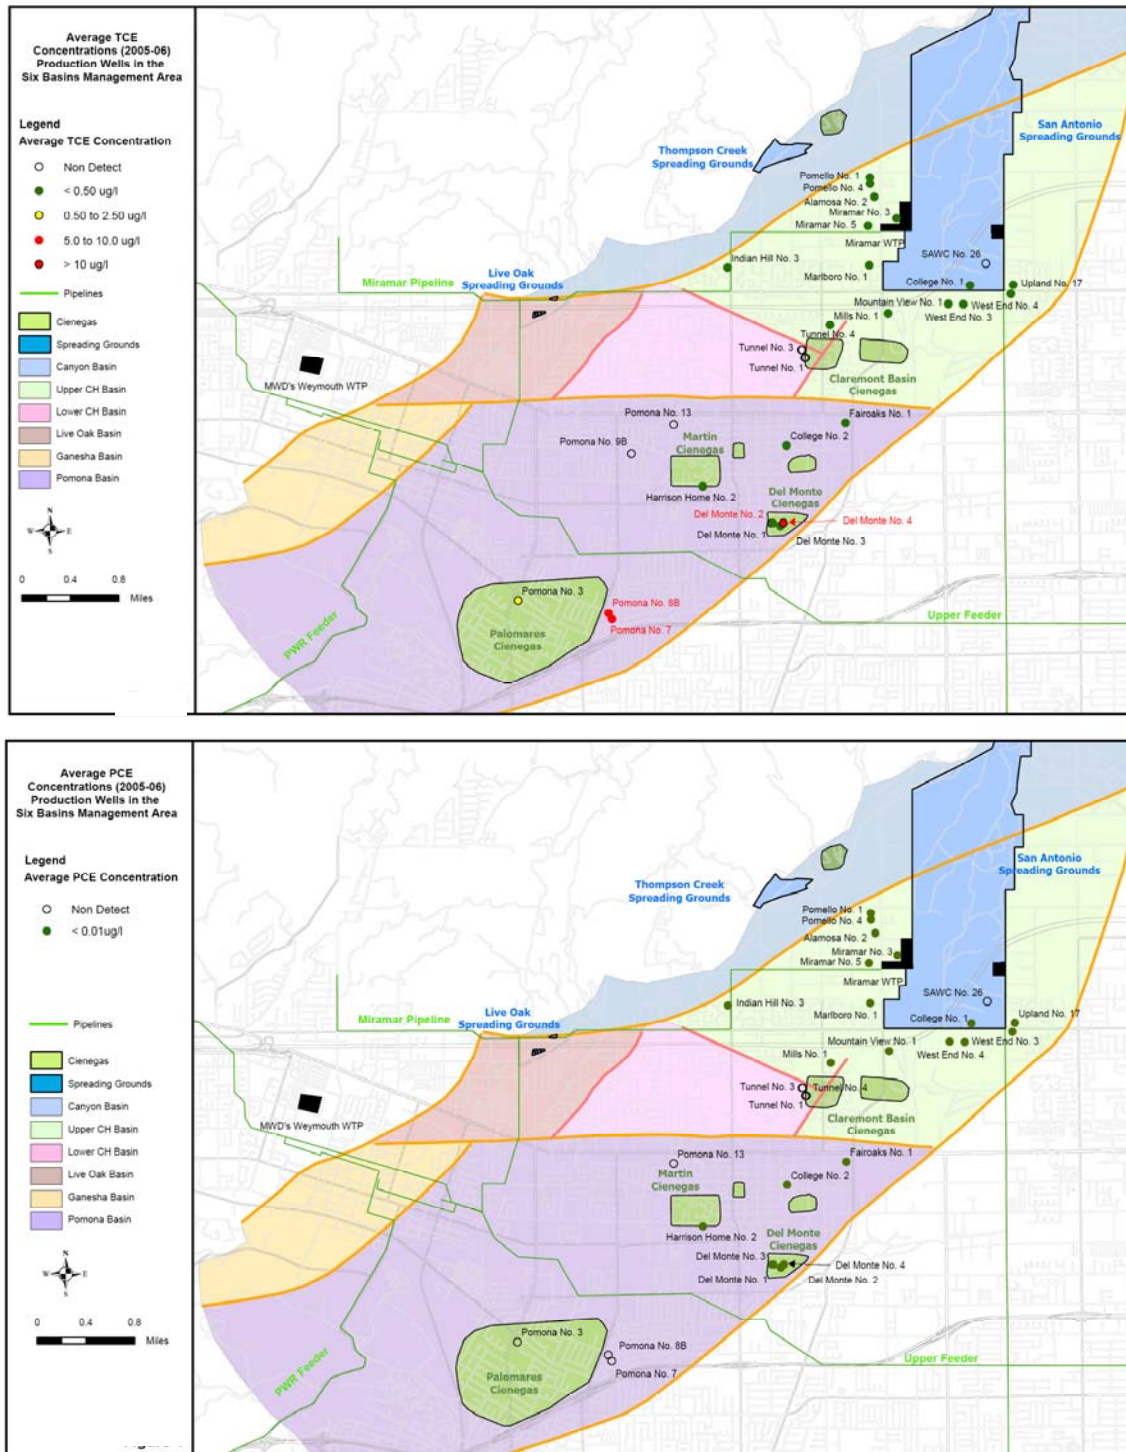 Average TCE
Concentrations (2005-06)
Production Wells in the
Six Basins Management Area
Legend
Average TCE Concentration
Non Detect
< 0.50 ug/l
0.50 to 2.50 ug/l
5.0 to 10.0 ug/l
> 10 ug/l
Pipelines
Cienegas
Spreading Grounds
Canyon Basin
Upper CH Basin
Lower CH Basin
Live Oak Basin
Ganesha Basin
Pomona Basin
N
W E
S
0 0.4 0.8
Miles
San Antonio
Spreading Grounds
Thompson Creek
Spreading Grounds
Pomello No. 1
Pomello No. 4
Alamosa No. 2
Miramar No. 3
Miramar No. 5
Miramar WTP
SAWC No. 26
Indian Hill No. 3
Marlboro No. 1
Live Oak
Spreading Grounds
Miramar Pipeline
College No. 1
Upland No. 17
Mountain View No. 1
West End No. 4
West End No. 3
Mills No. 1
Tunnel No. 4
Tunnel No. 3
Tunnel No. 1
MWD's Weymouth WTP
Claremont Basin
Cienegas
Pomona No. 13
Fairoaks No. 1
Martin
Cienegas
College No. 2
Pomona No. 9B
Harrison Home No. 2
Del Monte
Cienegas
Del Monte No. 2
Del Monte No. 4
Del Monte No. 1
Del Monte No. 3
Pomona No. 3
Pomona No. 8B
Pomona No. 7
Palomares
Cienegas
PWR Feeder
Upper Feeder
Average PCE
Concentrations (2005-06)
Production Wells in the
Six Basins Management Area
Legend
Average PCE Concentration
Non Detect
< 0.01ug/l
Pipelines
Cienegas
Spreading Grounds
Canyon Basin
Upper CH Basin
Lower CH Basin
Live Oak Basin
Ganesha Basin
Pomona Basin
N
W E
S
0 0.4 0.8
Miles
San Antonio
Spreading Grounds
Thompson Creek
Spreading Grounds
Pomello No. 1
Pomello No. 4
Alamosa No. 2
Miramar No. 3
Miramar No. 5
Miramar WTP
SAWC No. 26
Indian Hill No. 3
Marlboro No. 1
Live Oak
Spreading Grounds
Miramar Pipeline
College No. 1
Upland No. 17
Mountain View No. 1
West End No. 3
West End No. 4
Mills No. 1
Tunnel No. 3
Tunnel No. 4
Tunnel No. 1
MWD's Weymouth WTP
Claremont Basin
Cienegas
Pomona No. 13
Fairoaks No. 1
Martin
Cienegas
College No. 2
Harrison Home No. 2
Del Monte
Cienegas
Del Monte No. 3
Del Monte No. 4
Del Monte No. 1
Del Monte No. 2
Pomona No. 3
Pomona No. 8B
Pomona No. 7
Palomares
Cienegas
PWR Feeder
Upper Feeder